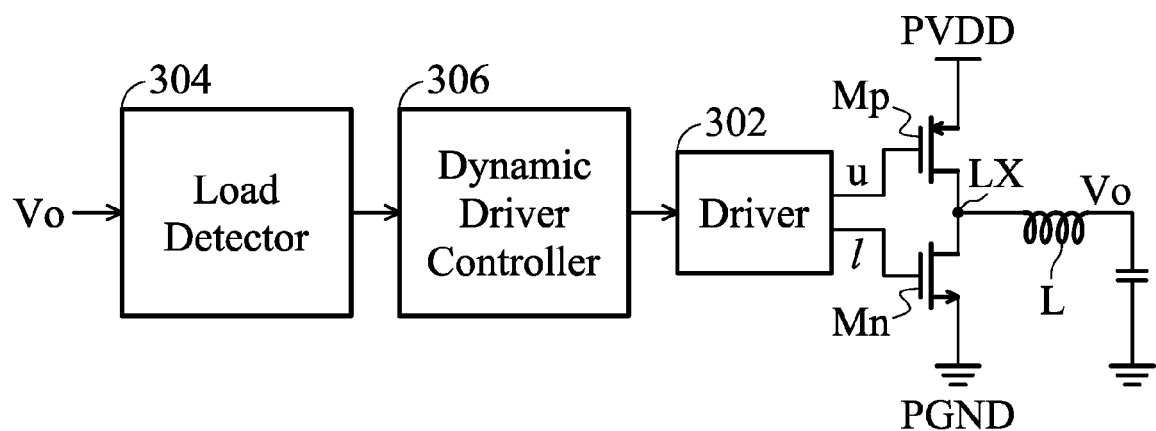 PVDD
304
306
302
Mp
Vo
Load
Detector
Dynamic
Driver
Controller
Driver
u
l
LX
Vo
L
Mn
PGND